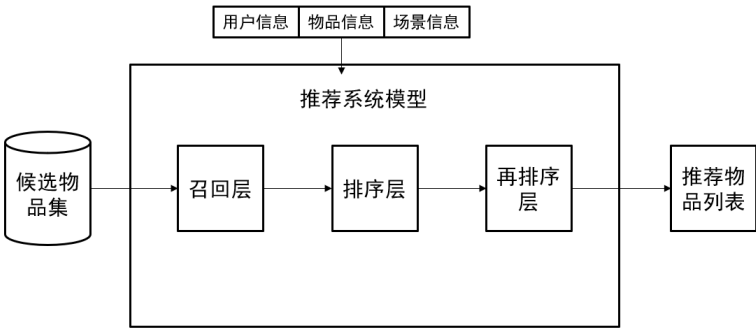 用户信息 物品信息 场景信息
推荐系统模型
候选物
品集
召回层
排序层
再排序
层
推荐物
品列表